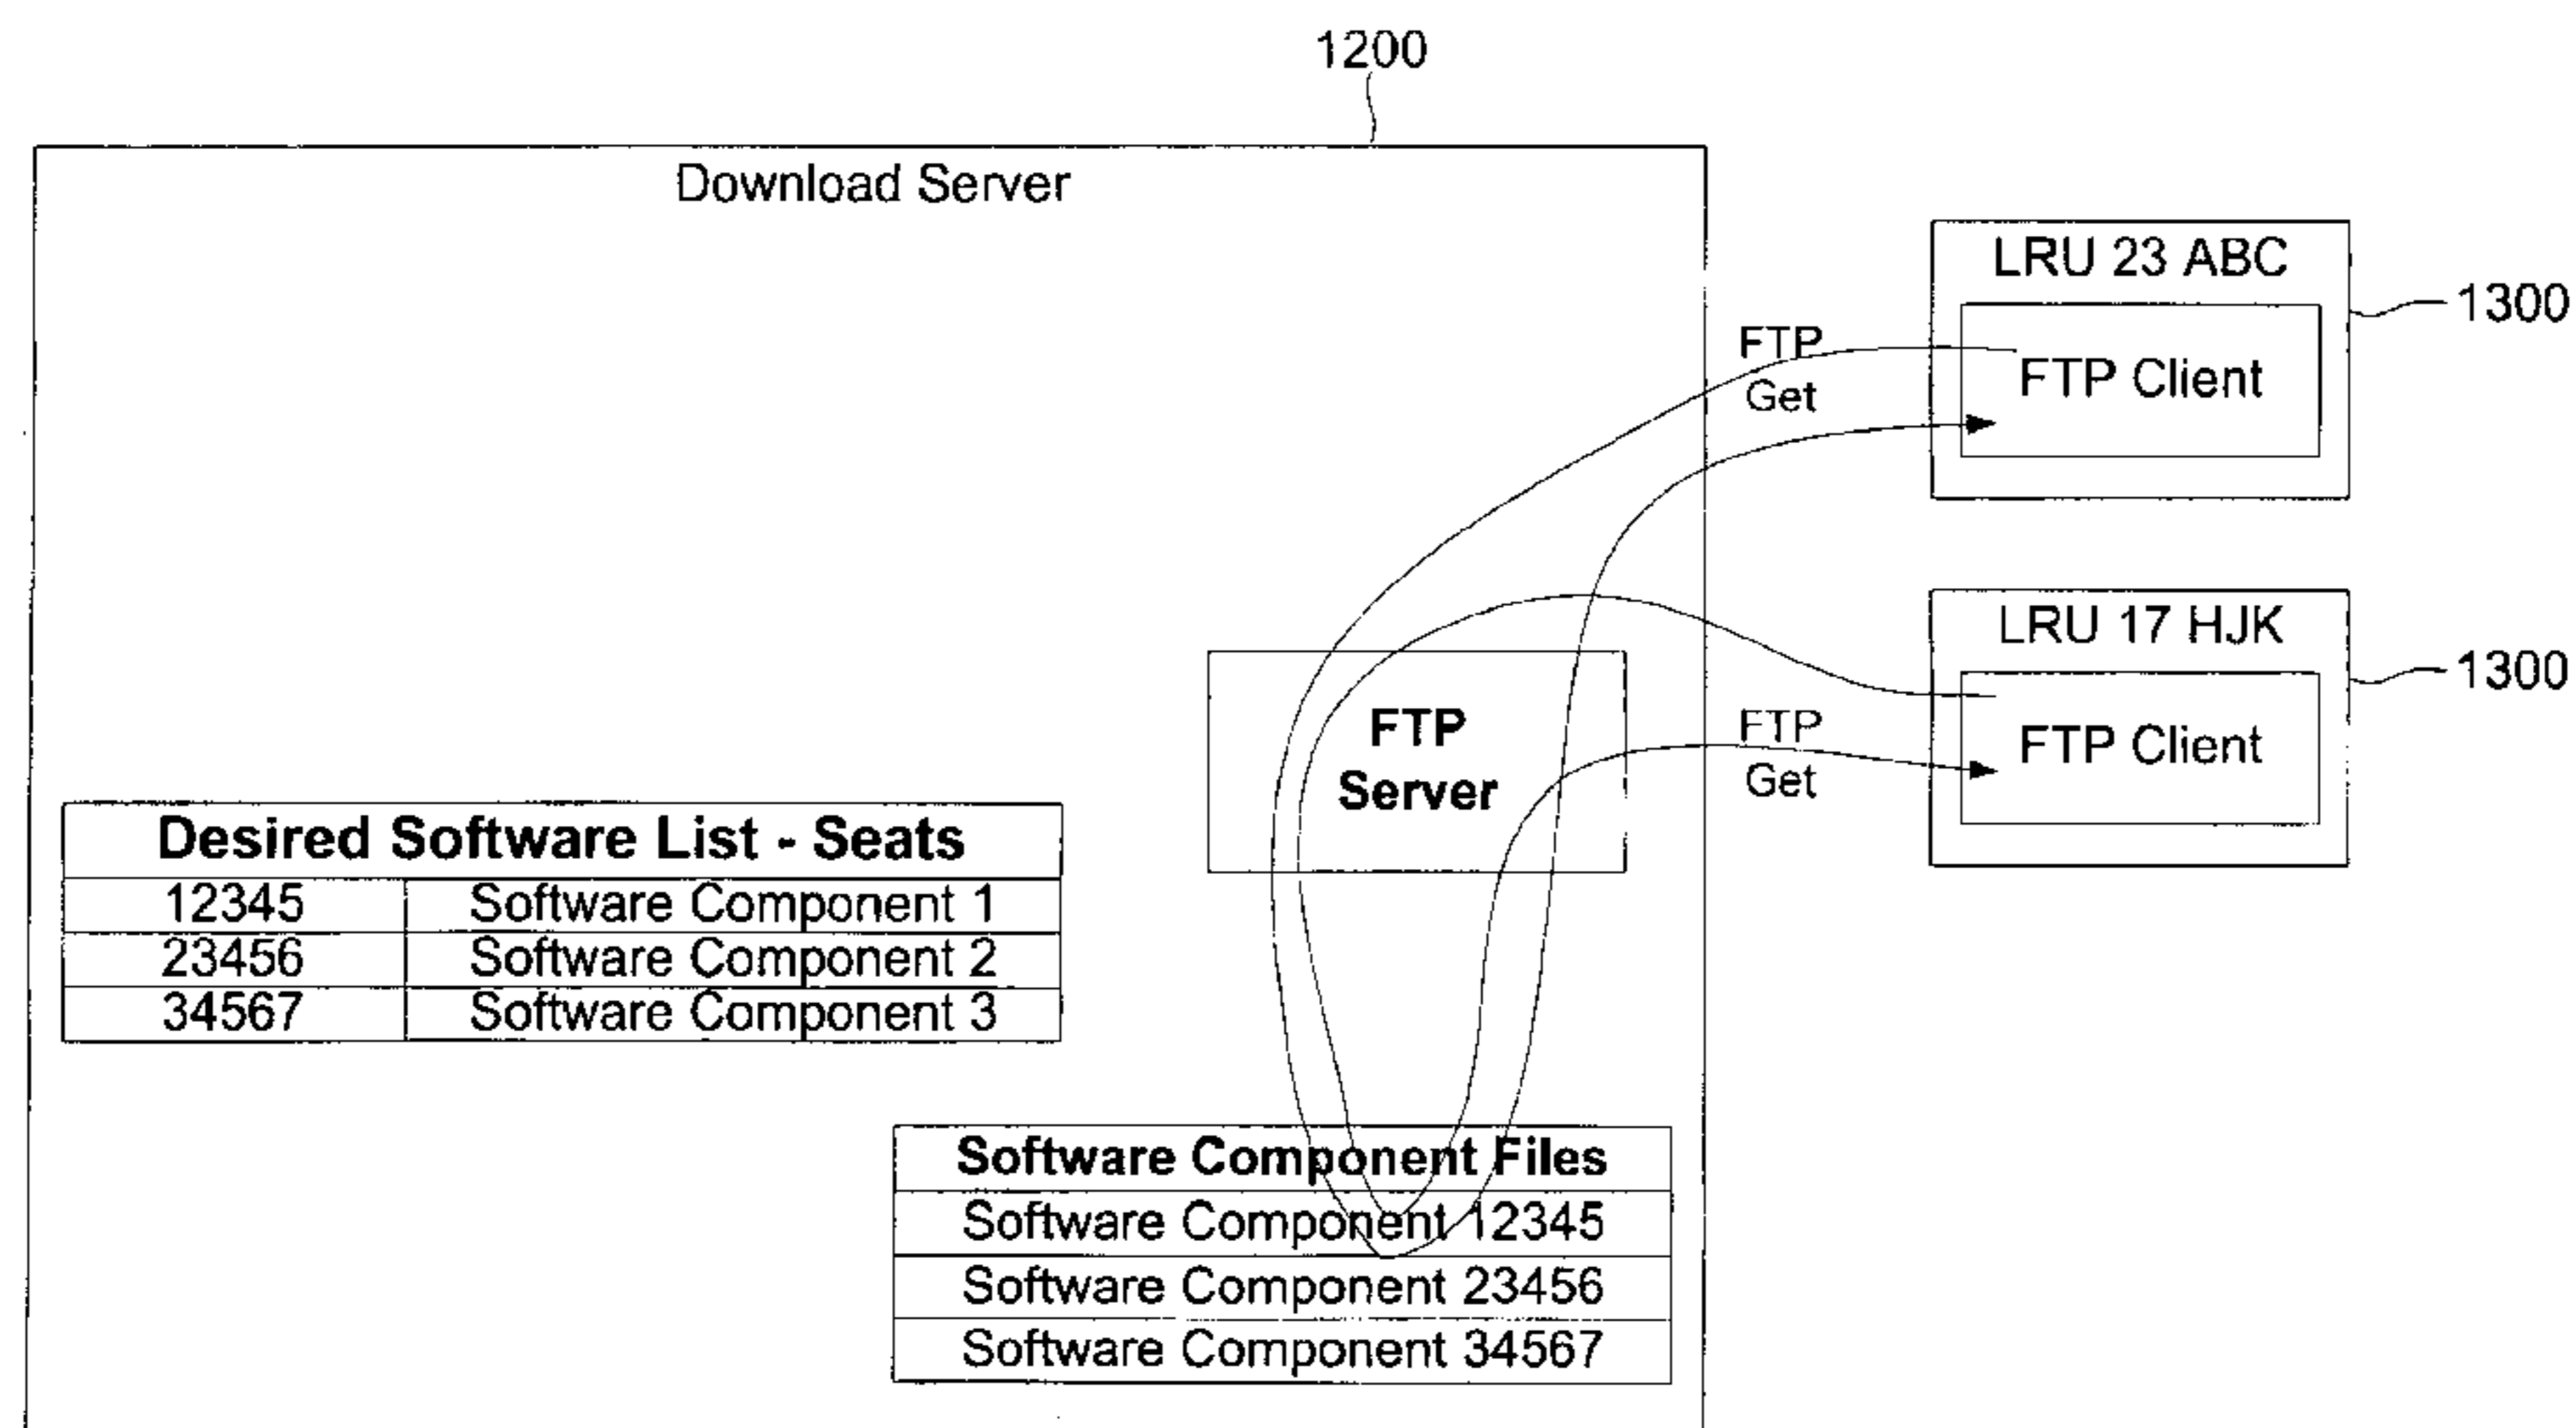 1200
Download Server
LRU 23 ABC
1300
FTP
Get
FTP Client
LRU 17 HJK
1300
FTP
Get
FTP Client
FTP
Server
Desired Software List - Seats
12345 Software Component 1
23456 Software Component 2
34567 Software Component 3
Software Component Files
Software Component 12345
Software Component 23456
Software Component 34567